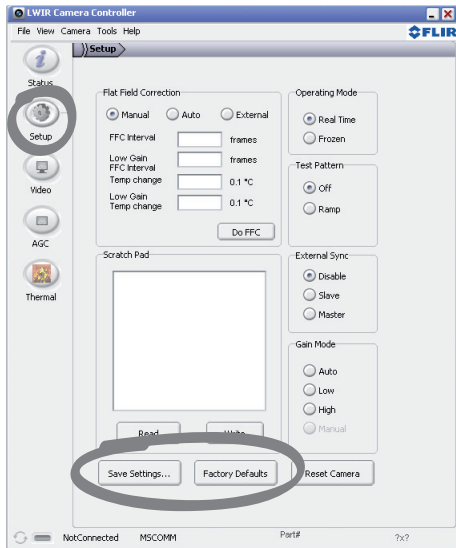 LWIR Camera Controller
File View Camera Tools Help
FLIR
Setup
Status
Setup
Video
AGC
Thermal
Flat Field Correction
Manual Auto External
FFC Interval frames
Low Gain
FFC Interval frames
Temp change 0.1 °C
Low Gain
Temp change 0.1 °C
Do FFC
Operating Mode
Real Time
Frozen
Test Pattern
Off
Ramp
Scratch Pad
Read Write
External Sync
Disable
Slave
Master
Gain Mode
Auto
Low
High
Manual
Save Settings... Factory Defaults Reset Camera
NotConnected MSCOMM Part# ?x?